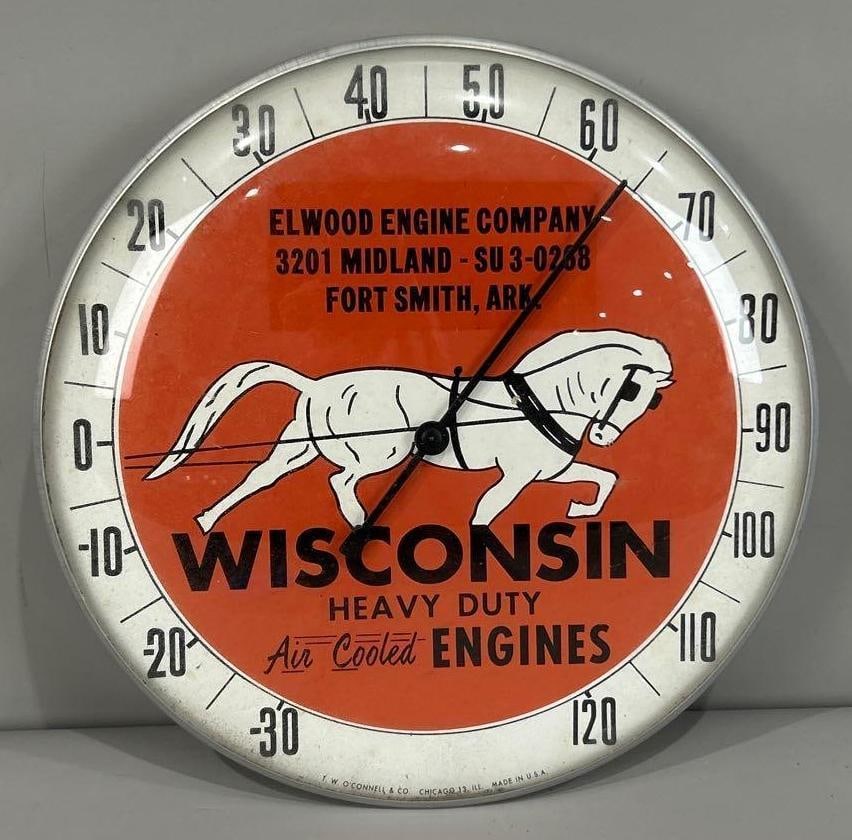 40 50
30 60
20 70
10 80
0 90
-10 100
-20 110
-30 120
ELWOOD ENGINE COMPANY
3201 MIDLAND - SU 3-0268
FORT SMITH, ARK.
WISCONSIN
HEAVY DUTY
Air Cooled ENGINES
T. W. O'CONNELL & CO. CHICAGO 13, ILL. MADE IN U.S.A.